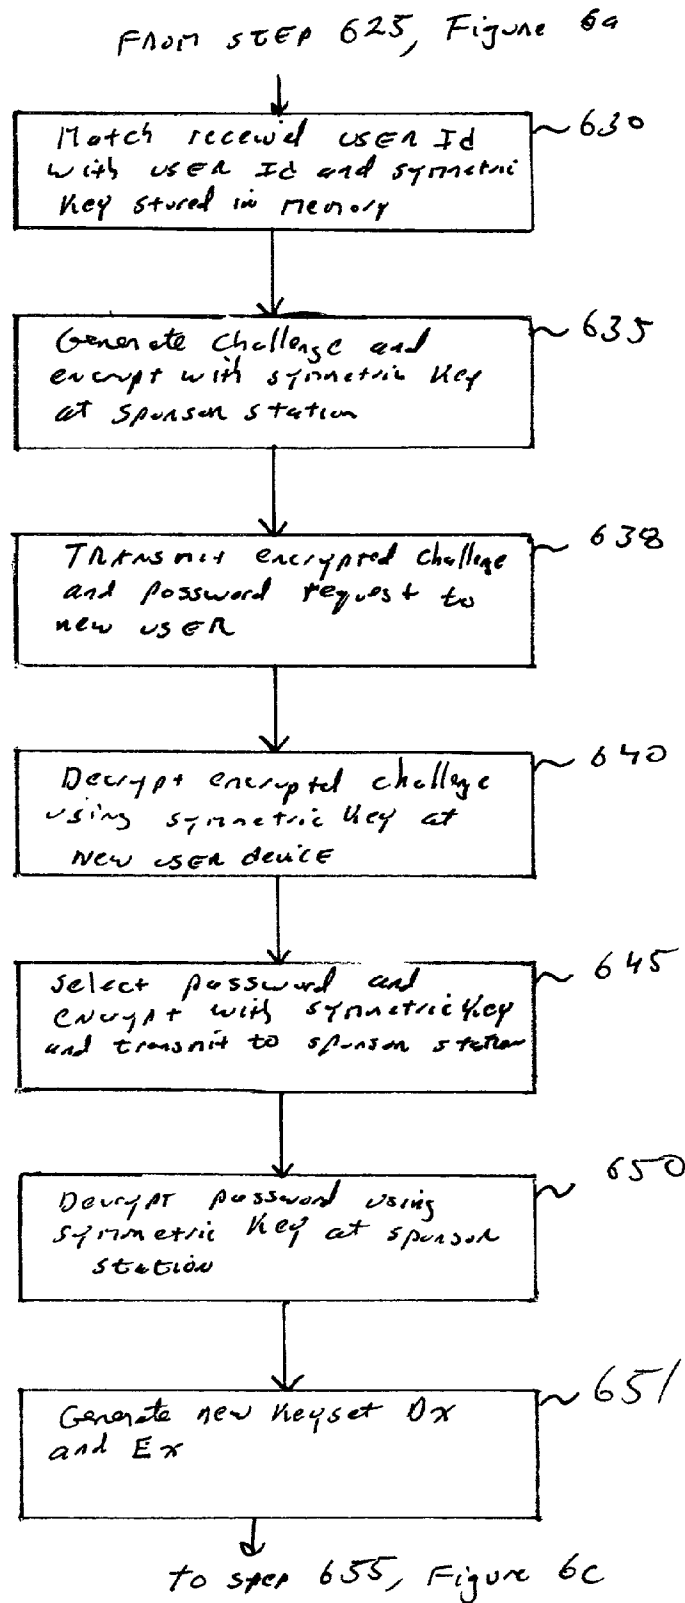 From STEP 625, Figure 6a
Match received USER Id
with USER Id and symmetric
Key stored in memory
630
Generate challenge and
encrypt with symmetric Key
at sponsor station
635
TRAnsmit encrypted challenge
and password request to
new USER
638
Decrypt encrypted challenge
using symmetric Key at
New USER device
640
select password and
encrypt with symmetric Key
and transmit to sponsor station
645
Decrypt password using
symmetric Key at sponsor
station
650
Generate new Keyset Dx
and Ex
651
to step 655, Figure 6c